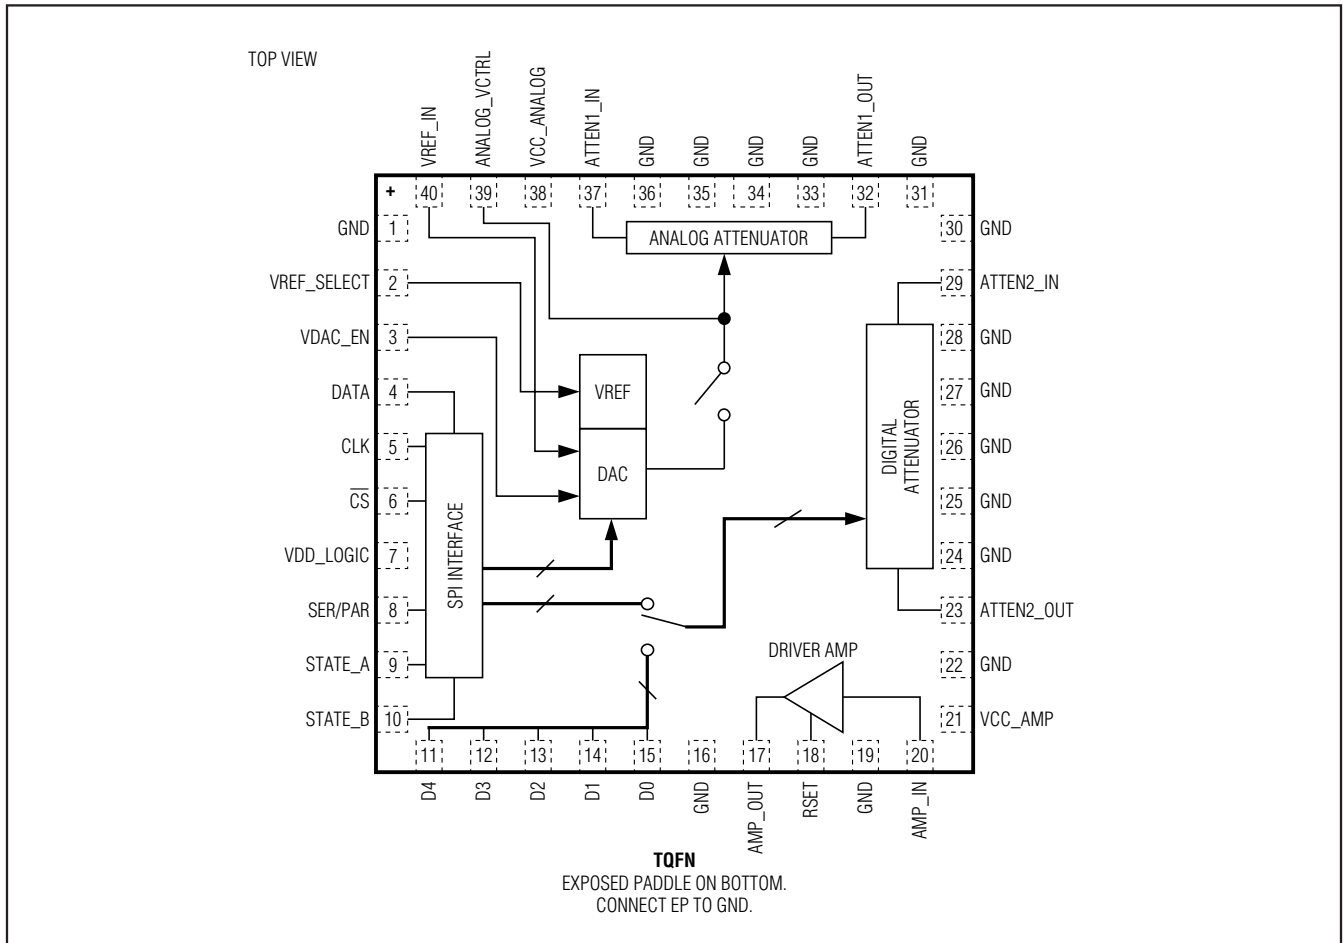 TOP VIEW
VREF_IN
ANALOG_VCTRL
VCC_ANALOG
ATTEN1_IN
GND
GND
GND
GND
ATTEN1_OUT
GND
+
40
39
38
37
36
35
34
33
32
31
GND 1
VREF_SELECT 2
VDAC_EN 3
DATA 4
CLK 5
C̅S̅ 6
VDD_LOGIC 7
SER/PAR 8
STATE_A 9
STATE_B 10
ANALOG ATTENUATOR
VREF
DAC
SPI INTERFACE
DIGITAL
ATTENUATOR
DRIVER AMP
30 GND
29 ATTEN2_IN
28 GND
27 GND
26 GND
25 GND
24 GND
23 ATTEN2_OUT
22 GND
21 VCC_AMP
11
12
13
14
15
16
17
18
19
20
D4
D3
D2
D1
D0
GND
AMP_OUT
RSET
GND
AMP_IN
TQFN
EXPOSED PADDLE ON BOTTOM.
CONNECT EP TO GND.